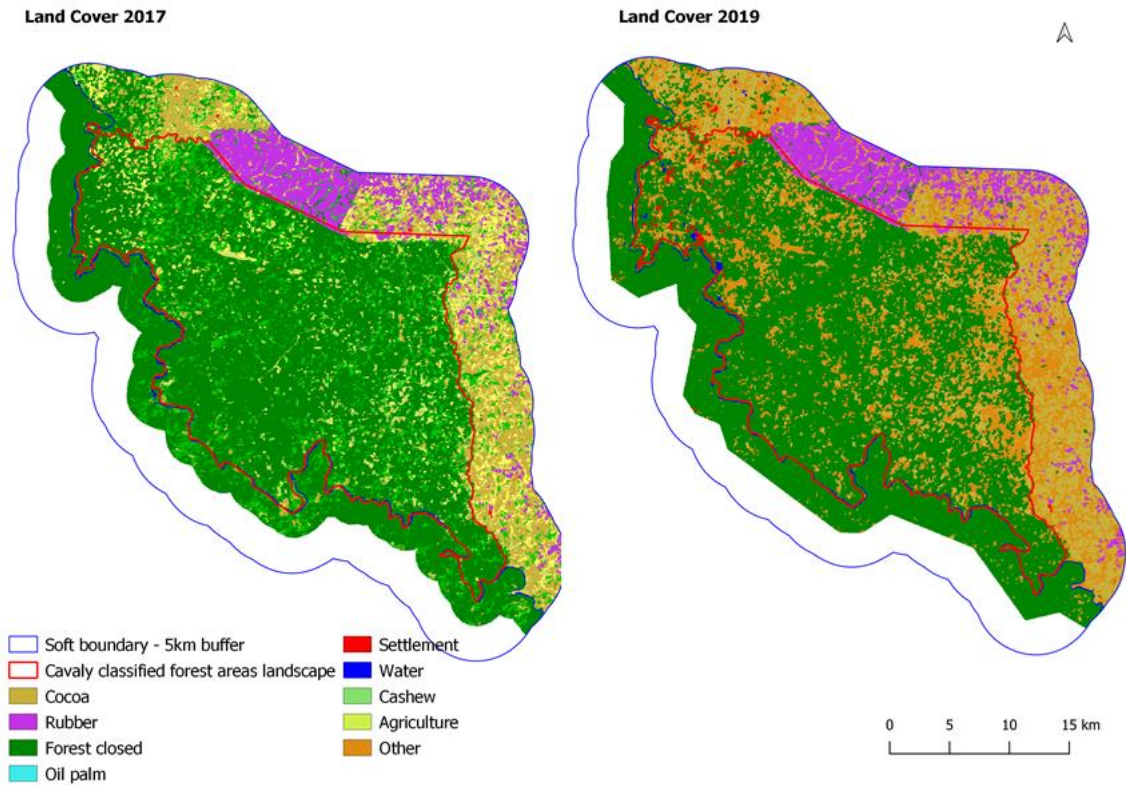 Land Cover 2017
Land Cover 2019
Soft boundary - 5km buffer
Cavaly classified forest areas landscape
Cocoa
Rubber
Forest closed
Oil palm
Settlement
Water
Cashew
Agriculture
Other
0 5 10 15 km